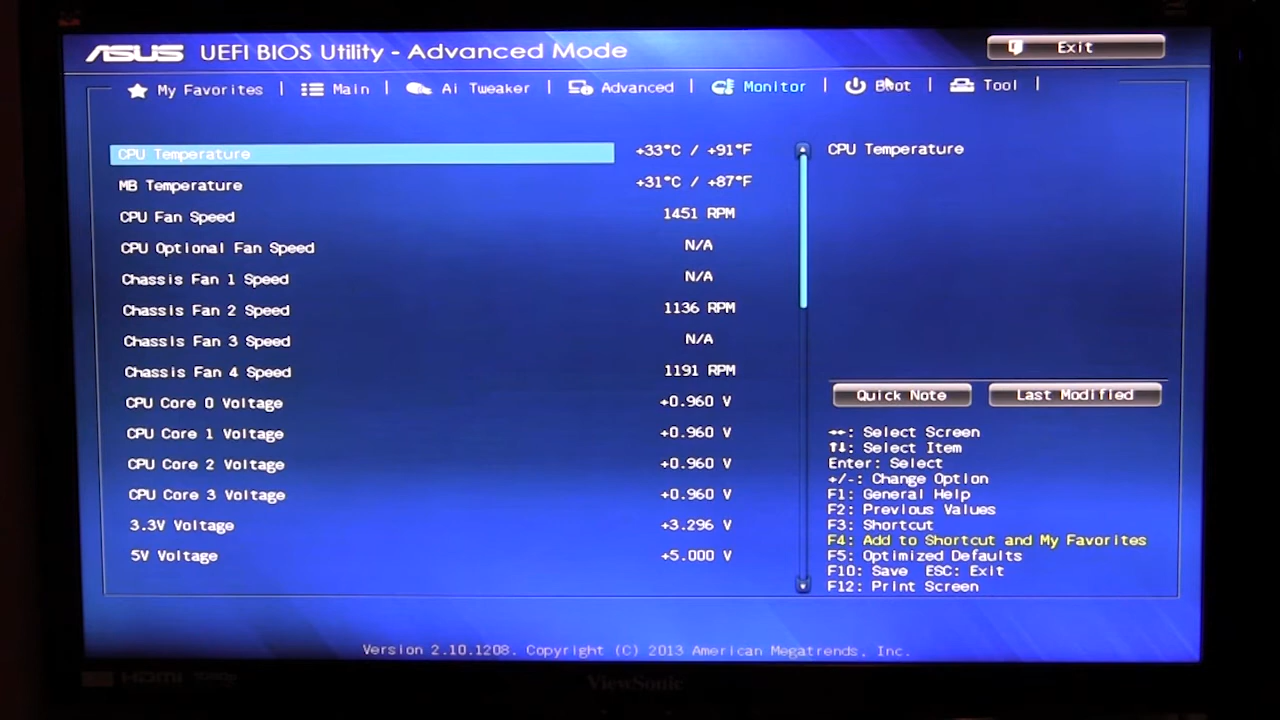 ASUS UEFI BIOS Utility - Advanced Mode
Exit
My Favorites | Main | Ai Tweaker | Advanced | Monitor | Boot | Tool |
CPU Temperature +33°C / +91°F
MB Temperature +31°C / +87°F
CPU Fan Speed 1451 RPM
CPU Optional Fan Speed N/A
Chassis Fan 1 Speed N/A
Chassis Fan 2 Speed 1136 RPM
Chassis Fan 3 Speed N/A
Chassis Fan 4 Speed 1191 RPM
CPU Core 0 Voltage +0.960 V
CPU Core 1 Voltage +0.960 V
CPU Core 2 Voltage +0.960 V
CPU Core 3 Voltage +0.960 V
3.3V Voltage +3.296 V
5V Voltage +5.000 V
CPU Temperature
Quick Note
Last Modified
→←: Select Screen
↑↓: Select Item
Enter: Select
+/-: Change Option
F1: General Help
F2: Previous Values
F3: Shortcut
F4: Add to Shortcut and My Favorites
F5: Optimized Defaults
F10: Save ESC: Exit
F12: Print Screen
Version 2.10.1208. Copyright (C) 2013 American Megatrends, Inc.
HDMI
ViewSonic